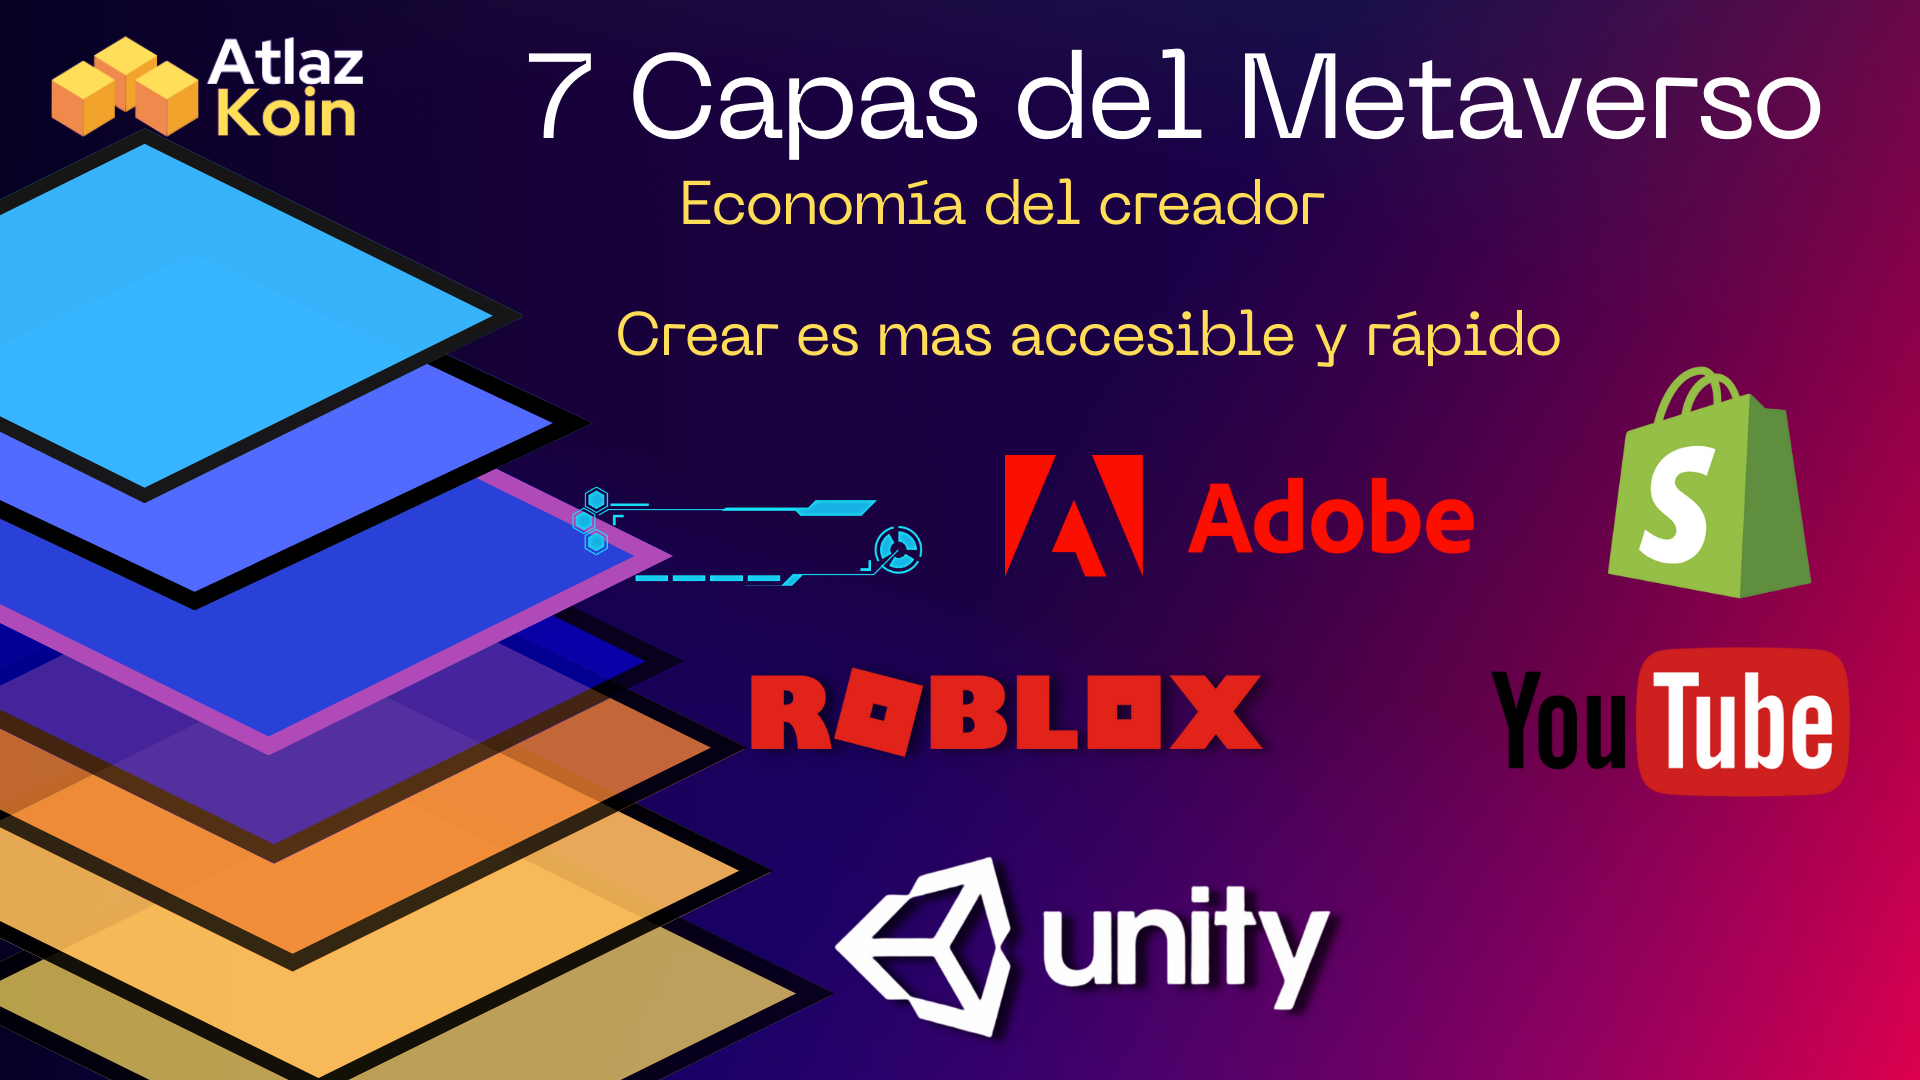 Atlaz
Koin
7 Capas del Metaverso
Economía del creador
Crear es mas accesible y rápido
Adobe
S
ROBLOX
YouTube
unity